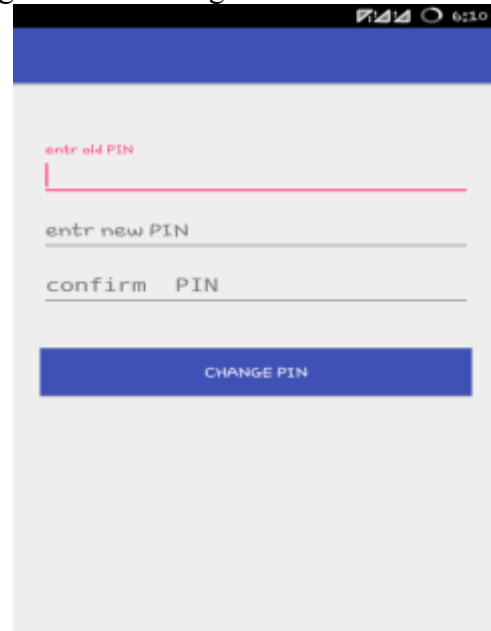 6:10
entr old PIN
entr new PIN
confirm PIN
CHANGE PIN